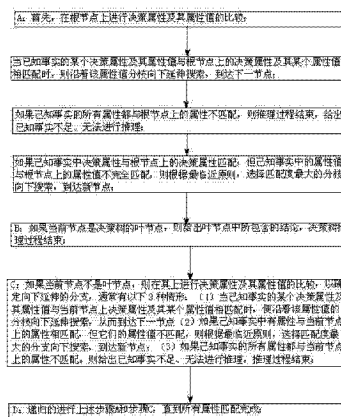 A：首先，在根节点上进行决策属性及其属性值的比较；
当已知事实的某个决策属性及其属性值与根节点上的决策属性及其某个属性值
相匹配时，则沿着该属性值分枝向下延伸搜索，到达下一节点；
如果已知事实的所有属性都与根节点上的属性不匹配，则推理过程结束，给出
已知事实不足、无法进行推理；
如果已知事实中决策属性与根节点上的决策属性匹配，但已知事实中的属性值
与根节点上的属性值不完全匹配，则根据最临近原则，选择匹配度最大的分枝
向下搜索，到达新节点；
B：如果当前节点是决策树的叶节点，则给出叶节点中所包含的结论，决策树推
理过程结束；
C：如果当前节点不是叶节点，则在其上进行决策属性及其属性值的比较，以确
定向下延伸的分支，通常有以下3种情形：（1）当已知事实的某个决策属性及
其属性值与当前节点上决策属性及其某个属性值相匹配时，便沿着该属性值的
分枝向下延伸搜索，从而到达下一节点（2）如果已知事实中有属性与当前节点
上的属性相匹配，但它们的属性值不匹配，则根据最临近原则，选择匹配度最
大的分支向下搜索，到达新节点；（3）如果已知事实的所有属性都与当前节点
上的属性不匹配，则给出已知事实不足、无法进行推理，推理过程结束；
D：递归的进行上述步骤B和步骤C，直到所有属性匹配完成；